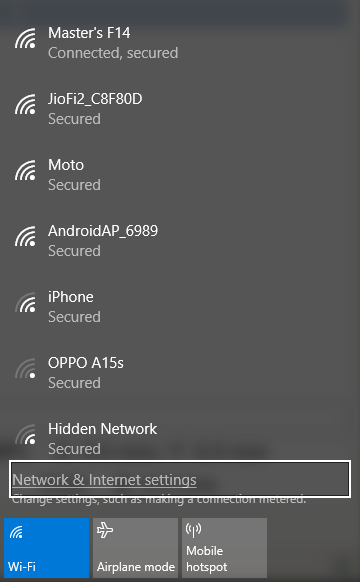 Master's F14
Connected, secured
JioFi2_C8F80D
Secured
Moto
Secured
AndroidAP_6989
Secured
iPhone
Secured
OPPO A15s
Secured
Hidden Network
Secured
Network & Internet settings
Change settings, such as making a connection metered.
Wi-Fi
Airplane mode
Mobile
hotspot